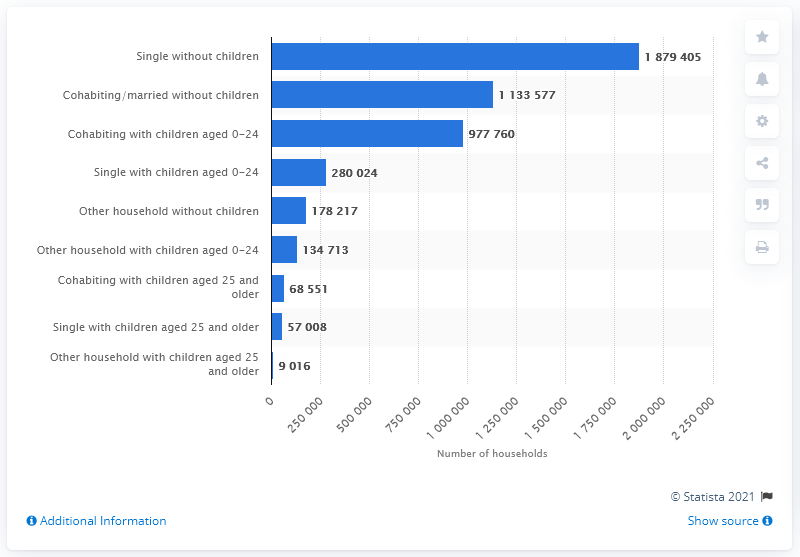 Single without children 1 879 405
Cohabiting/married without children 1 133 577
Cohabiting with children aged 0-24 977 760
Single with children aged 0-24 280 024
Other household without children 178 217
Other household with children aged 0-24 134 713
Cohabiting with children aged 25 and
older 68 551
Single with children aged 25 and older 57 008
Other household with children aged 25
and older 9 016
0 250 000 500 000 750 000 1 000 000 1 250 000 1 500 000 1 750 000 2 000 000 2 250 000
Number of households
© Statista 2021
Additional Information Show source